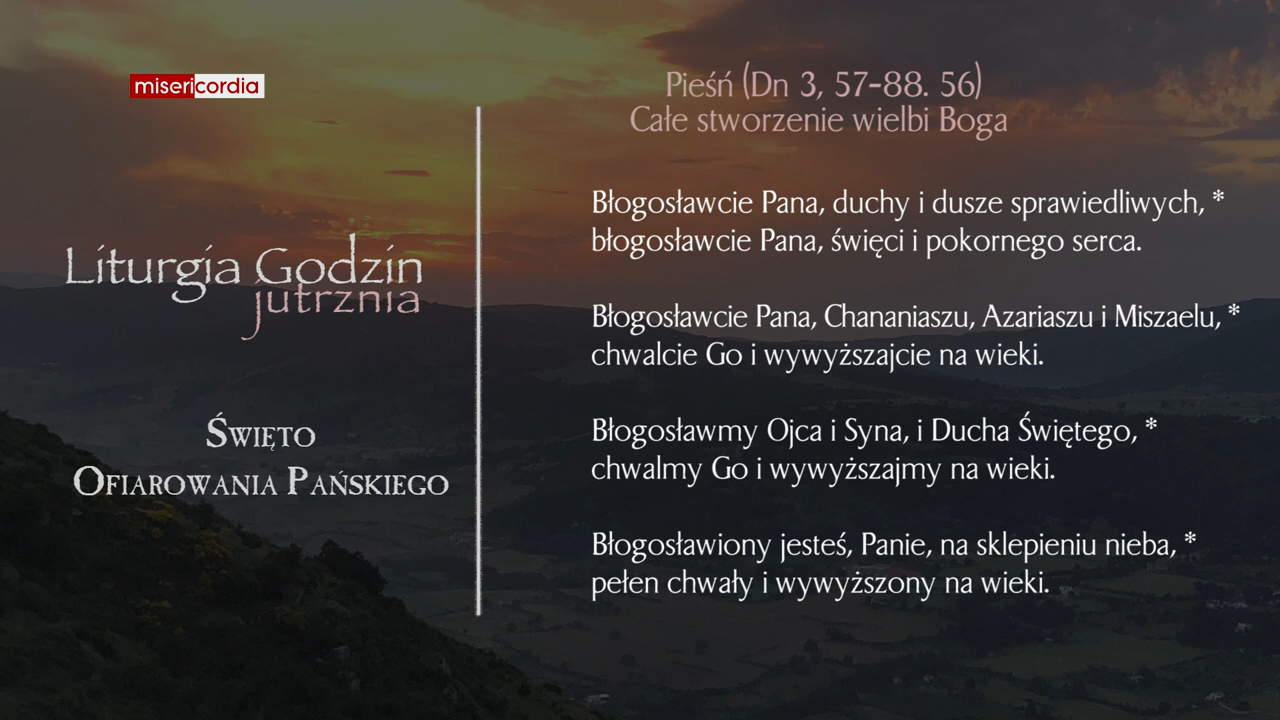 misericordia
Liturgia Godzin
jutrznia
Święto
Ofiarowania Pańskiego
Pieśń (Dn 3, 57-88. 56)
Całe stworzenie wielbi Boga
Błogosławcie Pana, duchy i dusze sprawiedliwych, *
błogosławcie Pana, święci i pokornego serca.
Błogosławcie Pana, Chananiaszu, Azariaszu i Miszaelu, *
chwalcie Go i wywyższajcie na wieki.
Błogosławmy Ojca i Syna, i Ducha Świętego, *
chwalmy Go i wywyższajmy na wieki.
Błogosławiony jesteś, Panie, na sklepieniu nieba, *
pełen chwały i wywyższony na wieki.